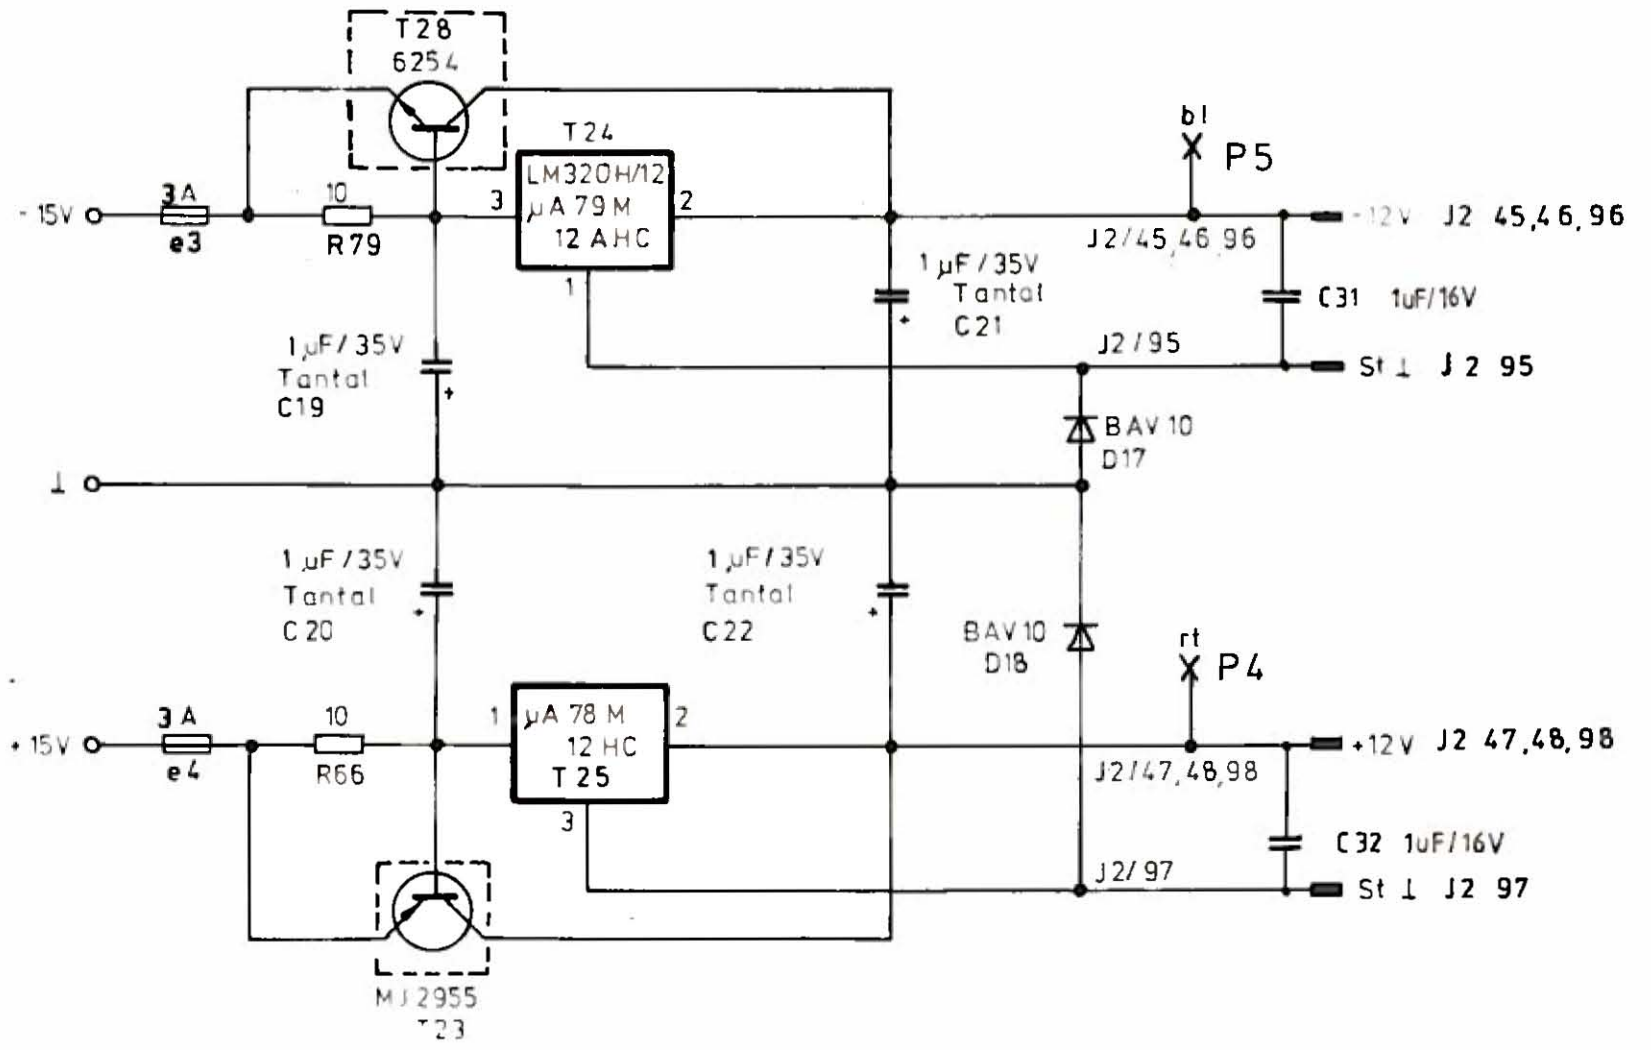 T28
6254
T24
LM320H/12
µA 79 M
12 AHC
3
2
1
bl
P5
-15V
3A
e3
10
R79
-12V J2 45,46,96
J2/45,46,96
1µF/35V
Tantal
C21
C31 1uF/16V
1µF/35V
Tantal
C19
+
+
J2/95
St ⊥ J2 95
BAV 10
D17
⊥
1µF/35V
Tantal
C20
+
1µF/35V
Tantal
C22
+
BAV 10
D18
rt
P4
+15V
3A
e4
10
R66
1
µA 78 M
12 HC
T25
2
3
+12V J2 47,48,98
J2/47,48,98
C32 1uF/16V
J2/97
St ⊥ J2 97
MJ2955
T23